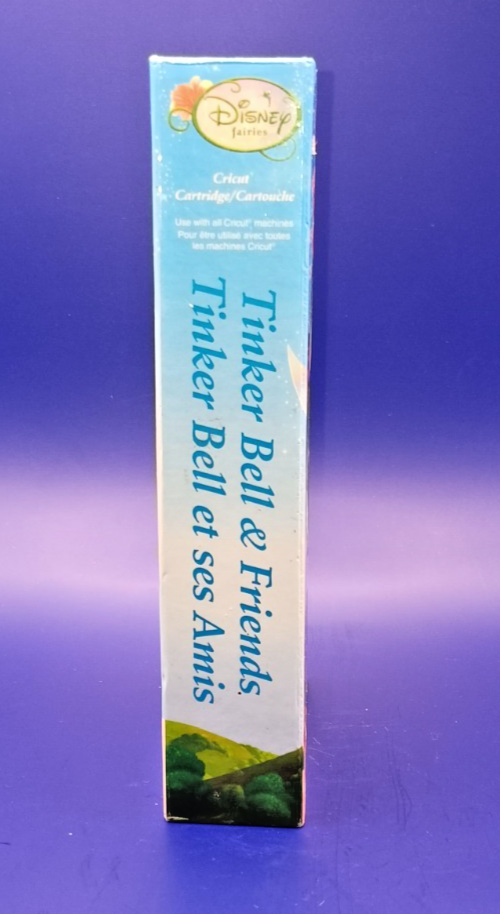 Disney
fairies
Cricut
Cartridge/Cartouche
Use with all Cricut® machines
Pour être utilisé avec toutes
les machines Cricut®
Tinker Bell & Friends
Tinker Bell et ses Amis